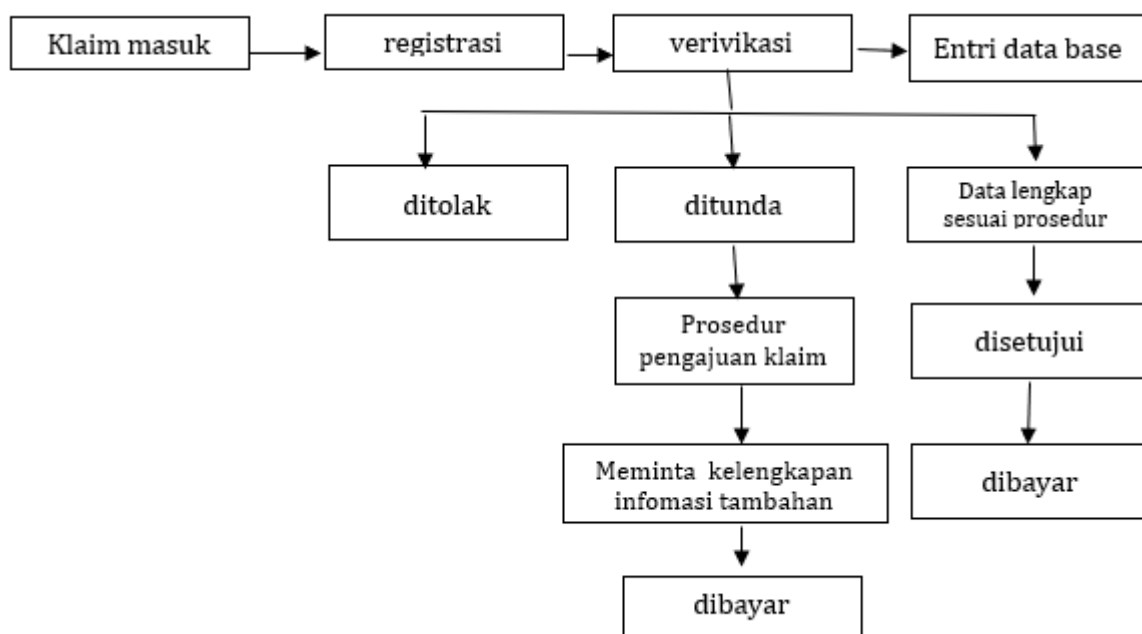 Klaim masuk
registrasi
verivikasi
Entri data base
ditolak
ditunda
Data lengkap
sesuai prosedur
Prosedur
pengajuan klaim
disetujui
Meminta kelengkapan
infomasi tambahan
dibayar
dibayar